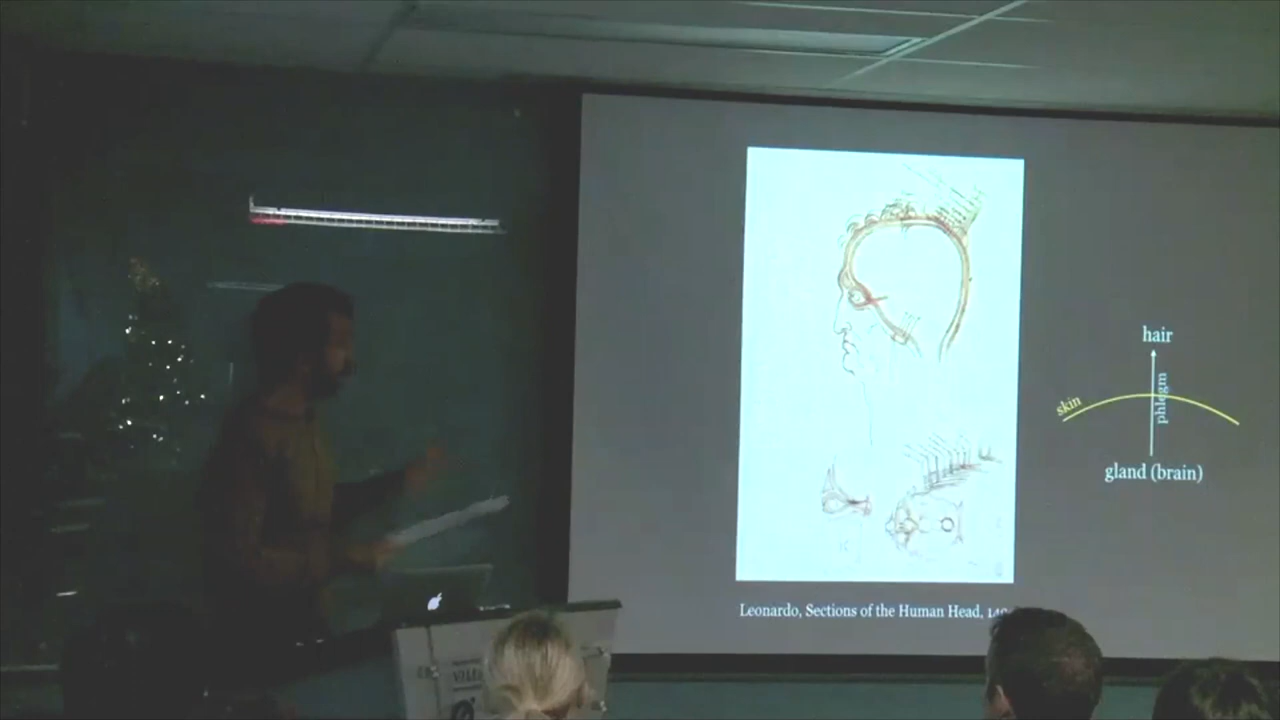 Leonardo, Sections of the Human Head,
hair
phlegm
skin
gland (brain)